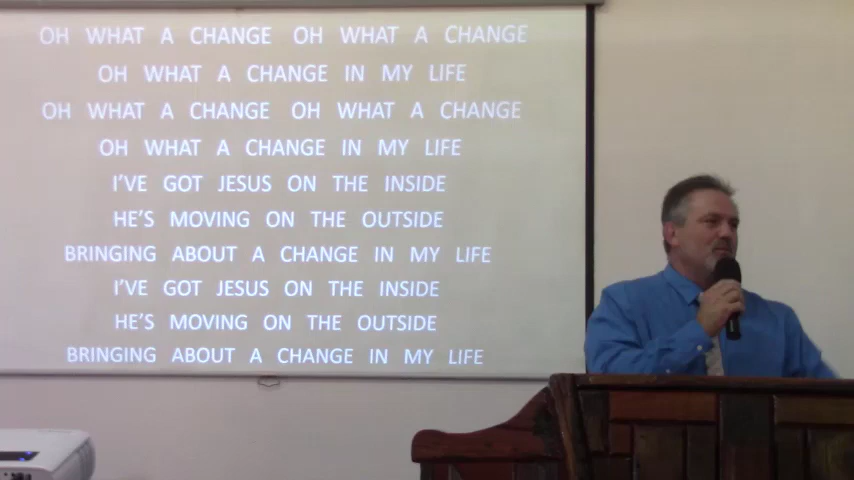 OH WHAT A CHANGE OH WHAT A CHANGE
OH WHAT A CHANGE IN MY LIFE
OH WHAT A CHANGE OH WHAT A CHANGE
OH WHAT A CHANGE IN MY LIFE
I'VE GOT JESUS ON THE INSIDE
HE'S MOVING ON THE OUTSIDE
BRINGING ABOUT A CHANGE IN MY LIFE
I'VE GOT JESUS ON THE INSIDE
HE'S MOVING ON THE OUTSIDE
BRINGING ABOUT A CHANGE IN MY LIFE